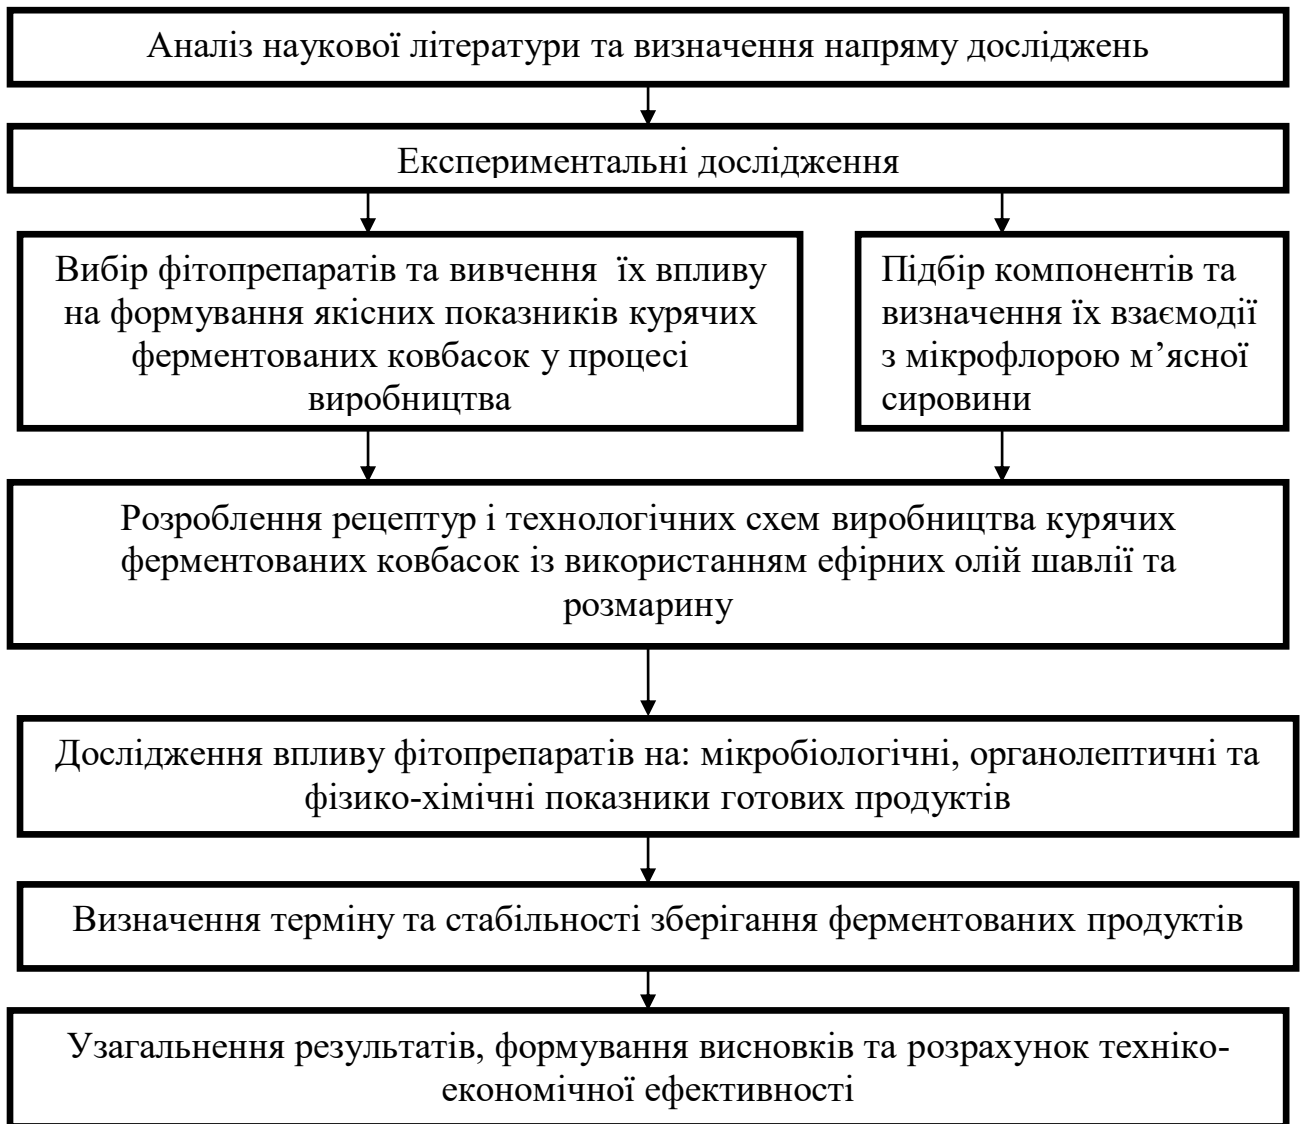 Аналіз наукової літератури та визначення напряму досліджень
Експериментальні дослідження
Вибір фітопрепаратів та вивчення їх впливу
на формування якісних показників курячих
ферментованих ковбасок у процесі
виробництва
Підбір компонентів та
визначення їх взаємодії
з мікрофлорою м’ясної
сировини
Розроблення рецептур і технологічних схем виробництва курячих
ферментованих ковбасок із використанням ефірних олій шавлії та
розмарину
Дослідження впливу фітопрепаратів на: мікробіологічні, органолептичні та
фізико-хімічні показники готових продуктів
Визначення терміну та стабільності зберігання ферментованих продуктів
Узагальнення результатів, формування висновків та розрахунок техніко-
економічної ефективності